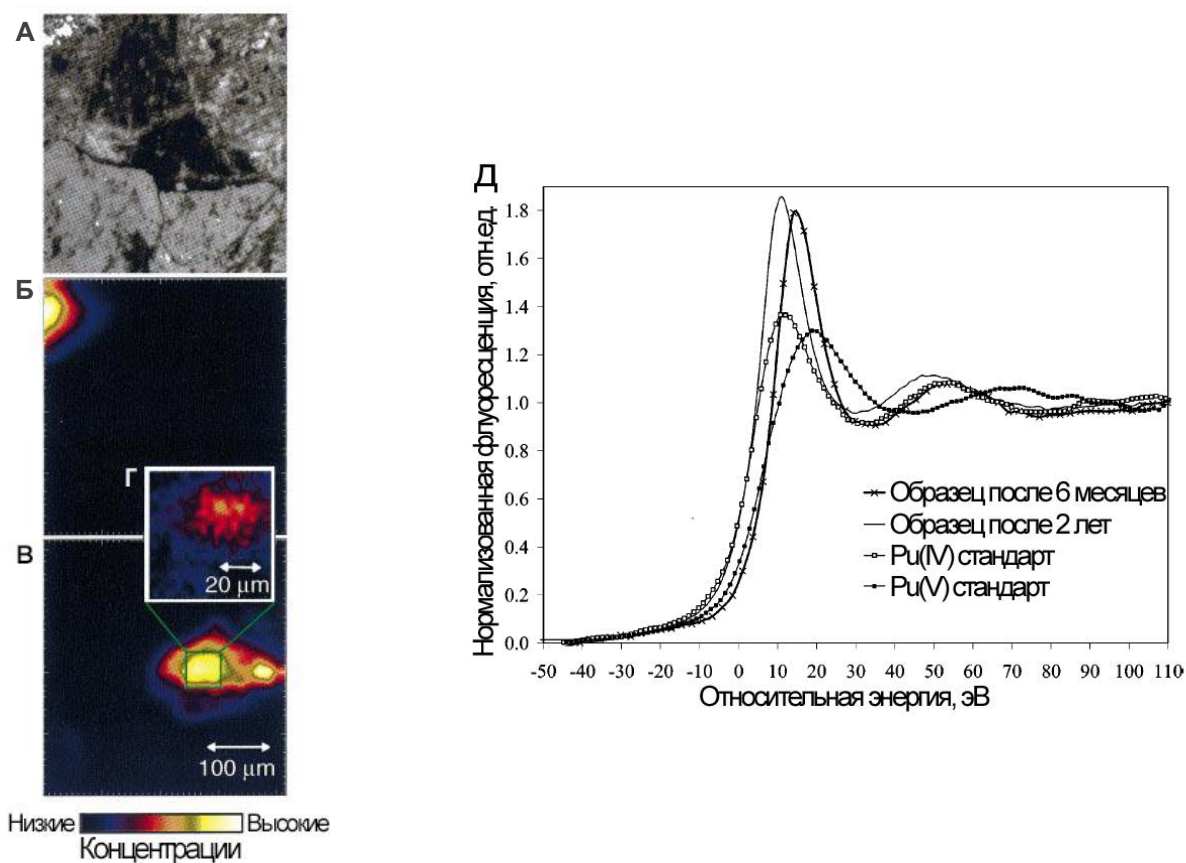 А
Б
Г
20 µm
В
100 µm
Низкие Высокие
Концентрации
Д
Нормализованная флуоресценция, отн.ед.
1.8
1.6
1.4
1.2
1.0
0.8
0.6
0.4
0.2
0.0
Образец после 6 месяцев
Образец после 2 лет
Pu(IV) стандарт
Pu(V) стандарт
-50 -40 -30 -20 -10 0 10 20 30 40 50 60 70 80 90 100 110
Относительная энергия, эВ